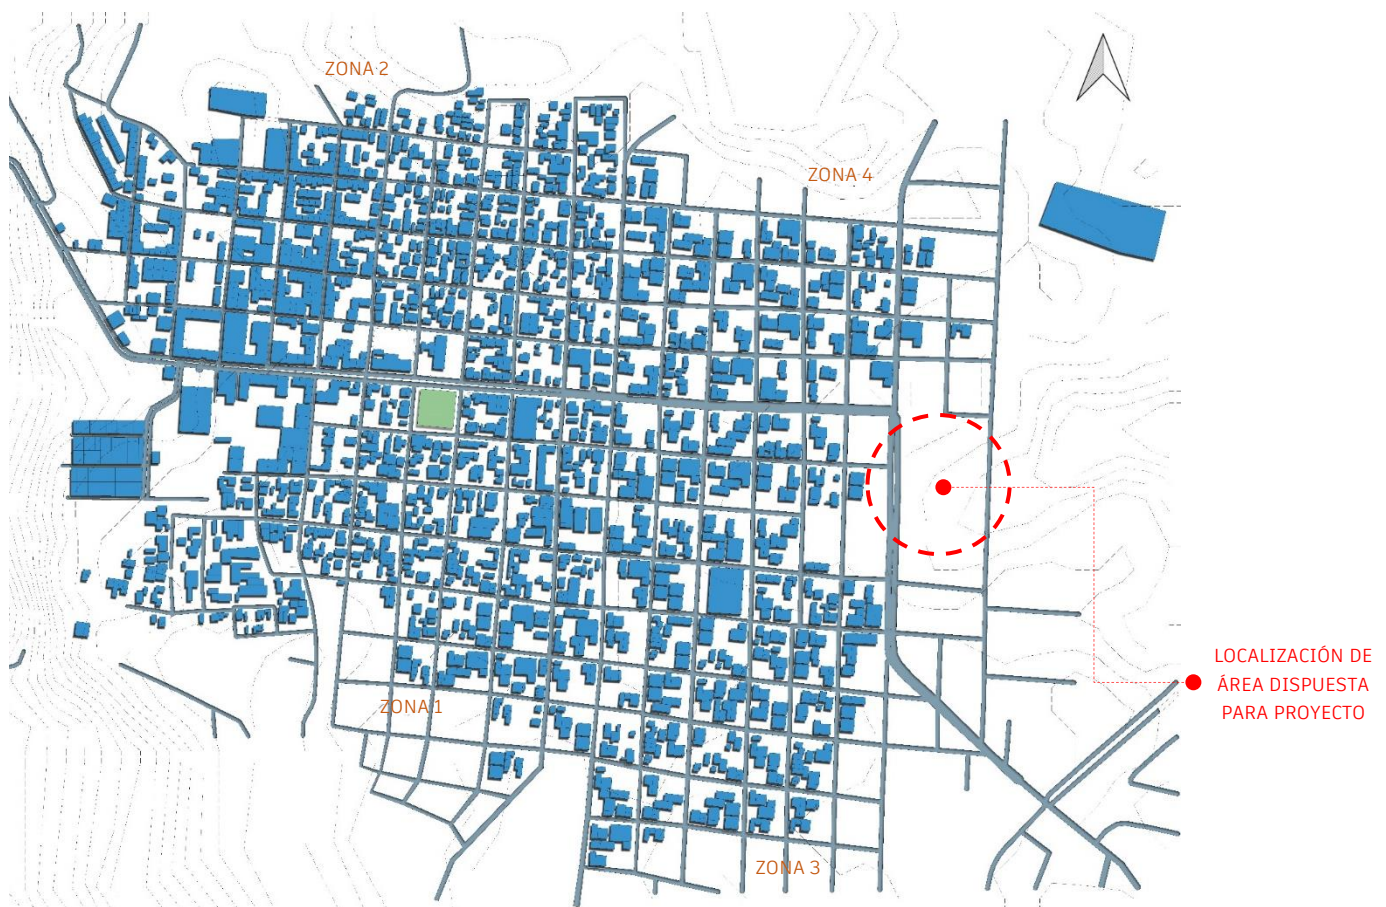 ZONA 2
ZONA 4
LOCALIZACIÓN DE
ÁREA DISPUESTA
PARA PROYECTO
ZONA 1
ZONA 3